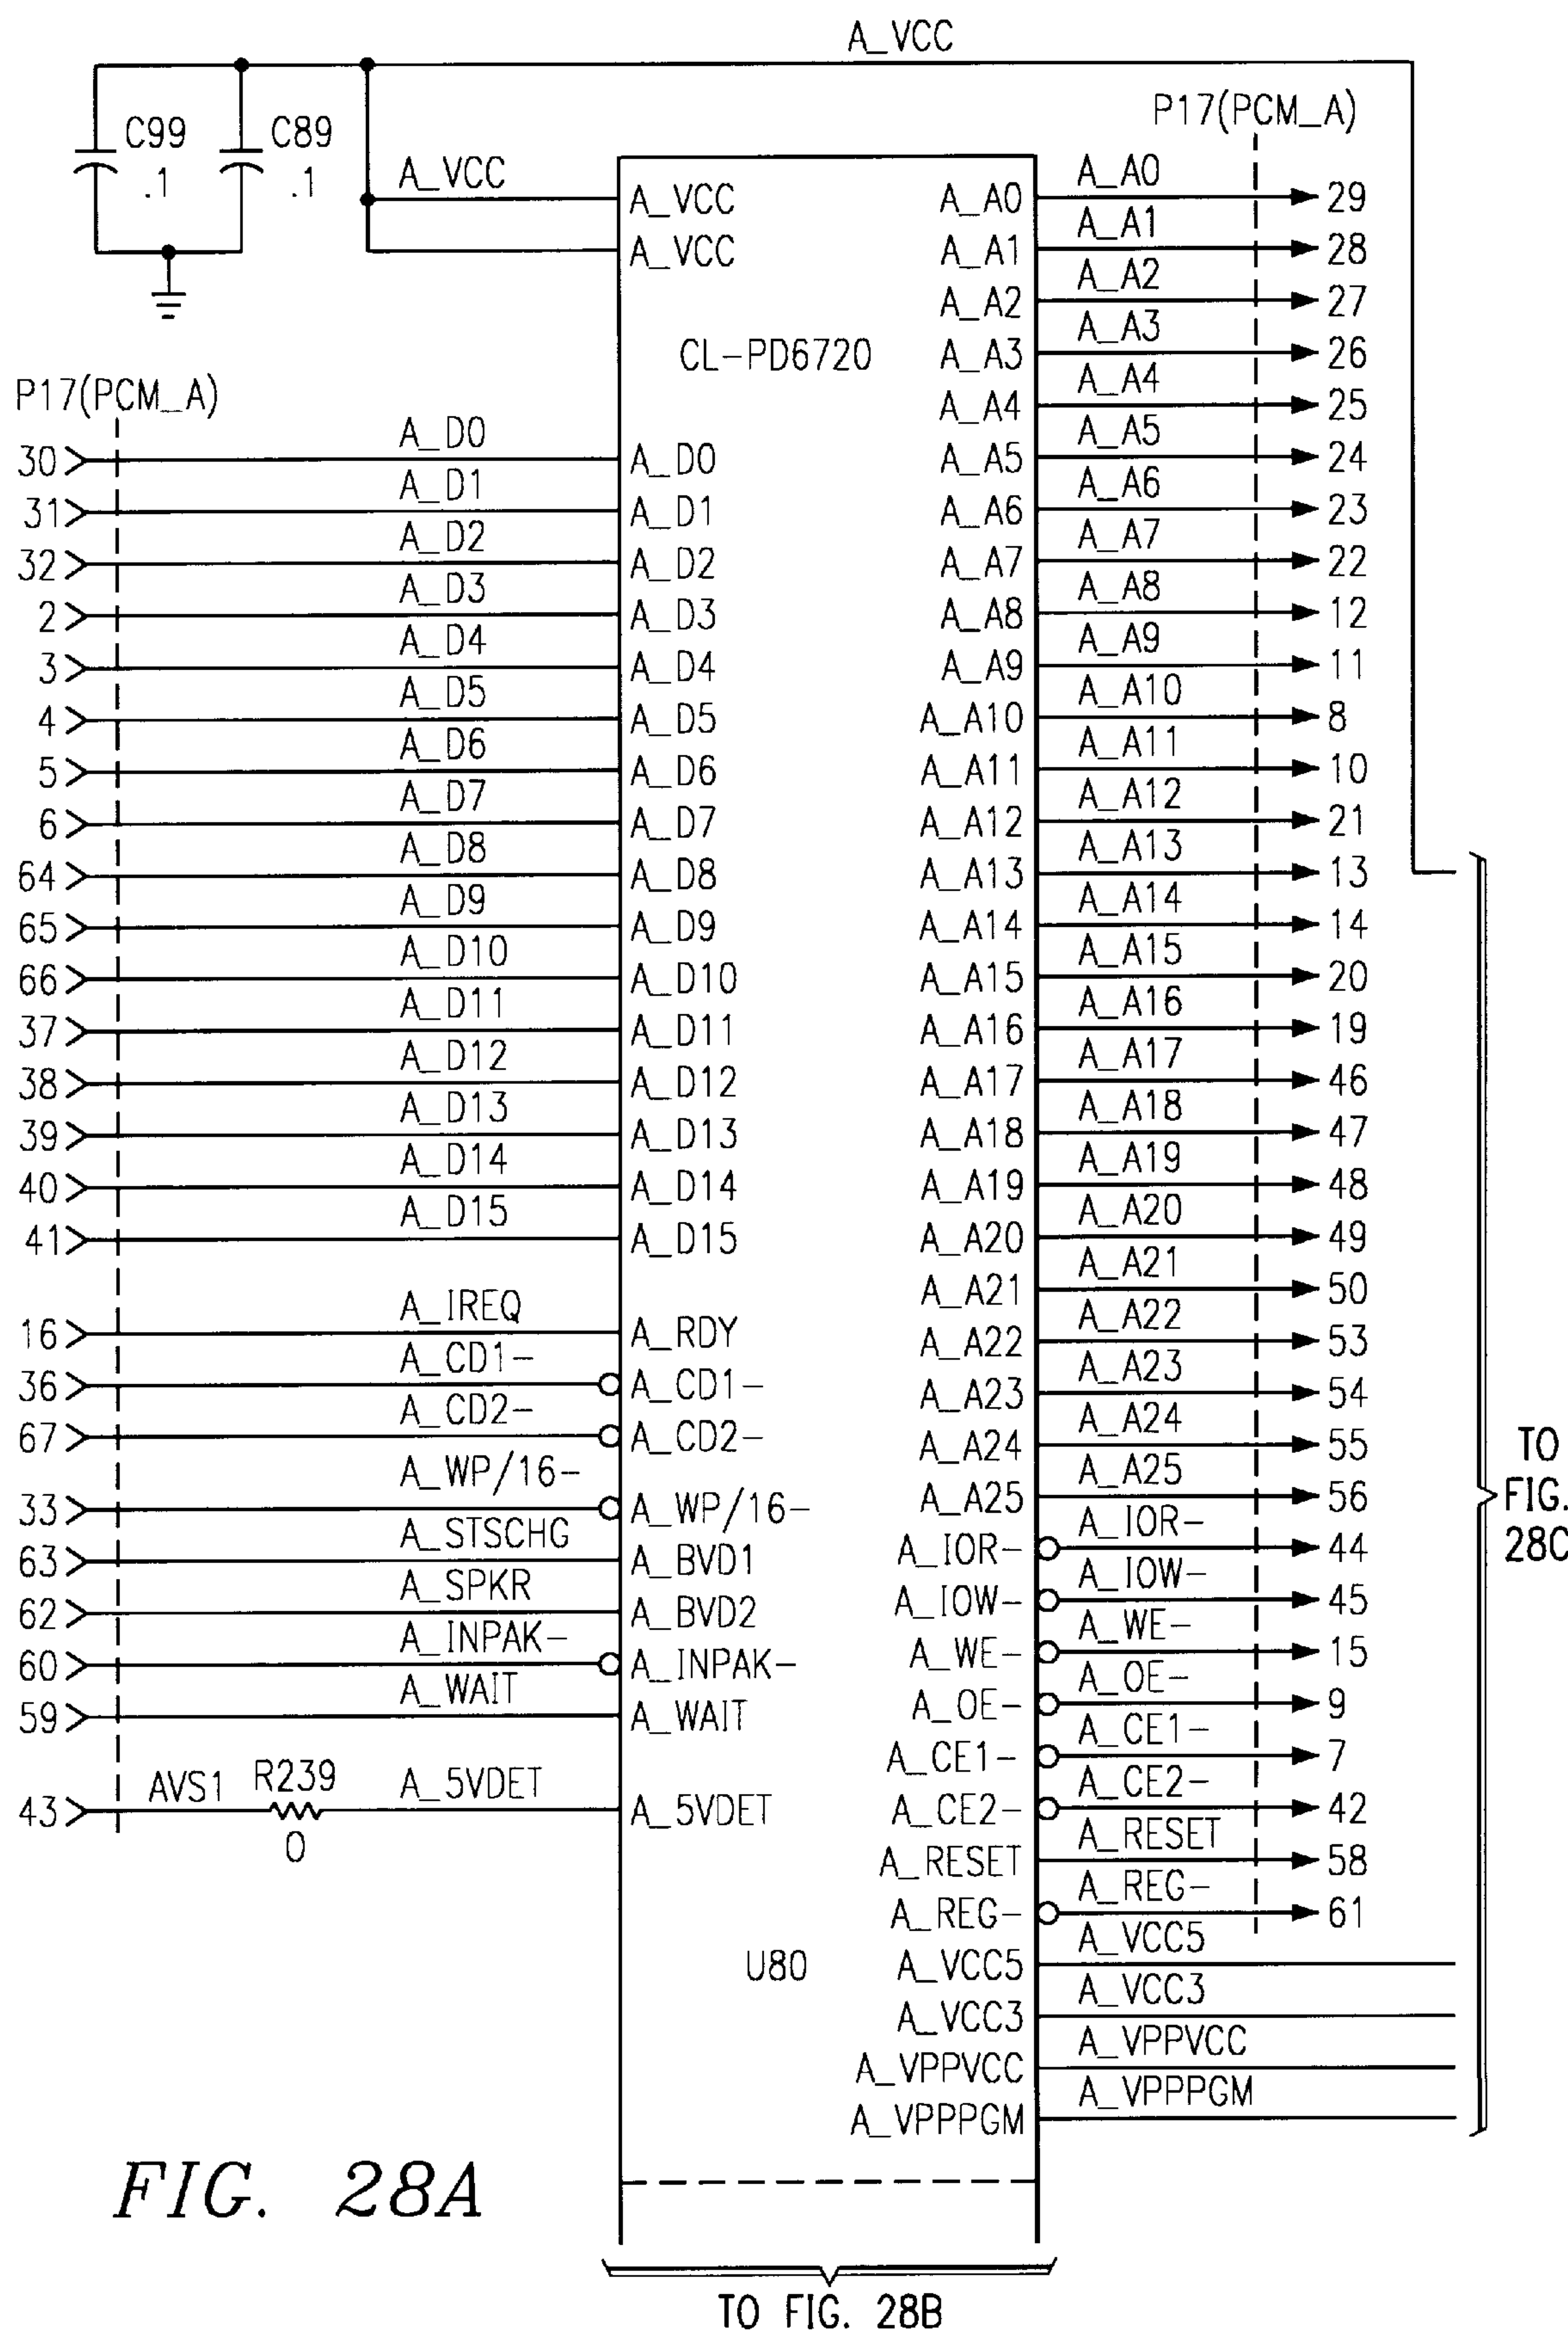 A_VCC
P17(PCM_A)
C99
.1
C89
.1
A_VCC
A_VCC
A_VCC
CL-PD6720
P17(PCM_A)
30 A_D0 A_D0
31 A_D1 A_D1
32 A_D2 A_D2
2 A_D3 A_D3
3 A_D4 A_D4
4 A_D5 A_D5
5 A_D6 A_D6
6 A_D7 A_D7
64 A_D8 A_D8
65 A_D9 A_D9
66 A_D10 A_D10
37 A_D11 A_D11
38 A_D12 A_D12
39 A_D13 A_D13
40 A_D14 A_D14
41 A_D15 A_D15
16 A_IREQ A_RDY
36 A_CD1- A_CD1-
67 A_CD2- A_CD2-
33 A_WP/16- A_WP/16-
63 A_STSCHG A_BVD1
62 A_SPKR A_BVD2
60 A_INPAK- A_INPAK-
59 A_WAIT A_WAIT
43 AVS1 R239 A_5VDET A_5VDET
0
A_A0 A_A0 29
A_A1 A_A1 28
A_A2 A_A2 27
A_A3 A_A3 26
A_A4 A_A4 25
A_A5 A_A5 24
A_A6 A_A6 23
A_A7 A_A7 22
A_A8 A_A8 12
A_A9 A_A9 11
A_A10 A_A10 8
A_A11 A_A11 10
A_A12 A_A12 21
A_A13 A_A13 13
A_A14 A_A14 14
A_A15 A_A15 20
A_A16 A_A16 19
A_A17 A_A17 46
A_A18 A_A18 47
A_A19 A_A19 48
A_A20 A_A20 49
A_A21 A_A21 50
A_A22 A_A22 53
A_A23 A_A23 54
A_A24 A_A24 55
A_A25 A_A25 56
A_IOR- A_IOR- 44
A_IOW- A_IOW- 45
A_WE- A_WE- 15
A_OE- A_OE- 9
A_CE1- A_CE1- 7
A_CE2- A_CE2- 42
A_RESET A_RESET 58
A_REG- A_REG- 61
U80
A_VCC5 A_VCC5
A_VCC3 A_VCC3
A_VPPVCC A_VPPVCC
A_VPPPGM A_VPPPGM
TO
FIG.
28C
FIG. 28A
TO FIG. 28B